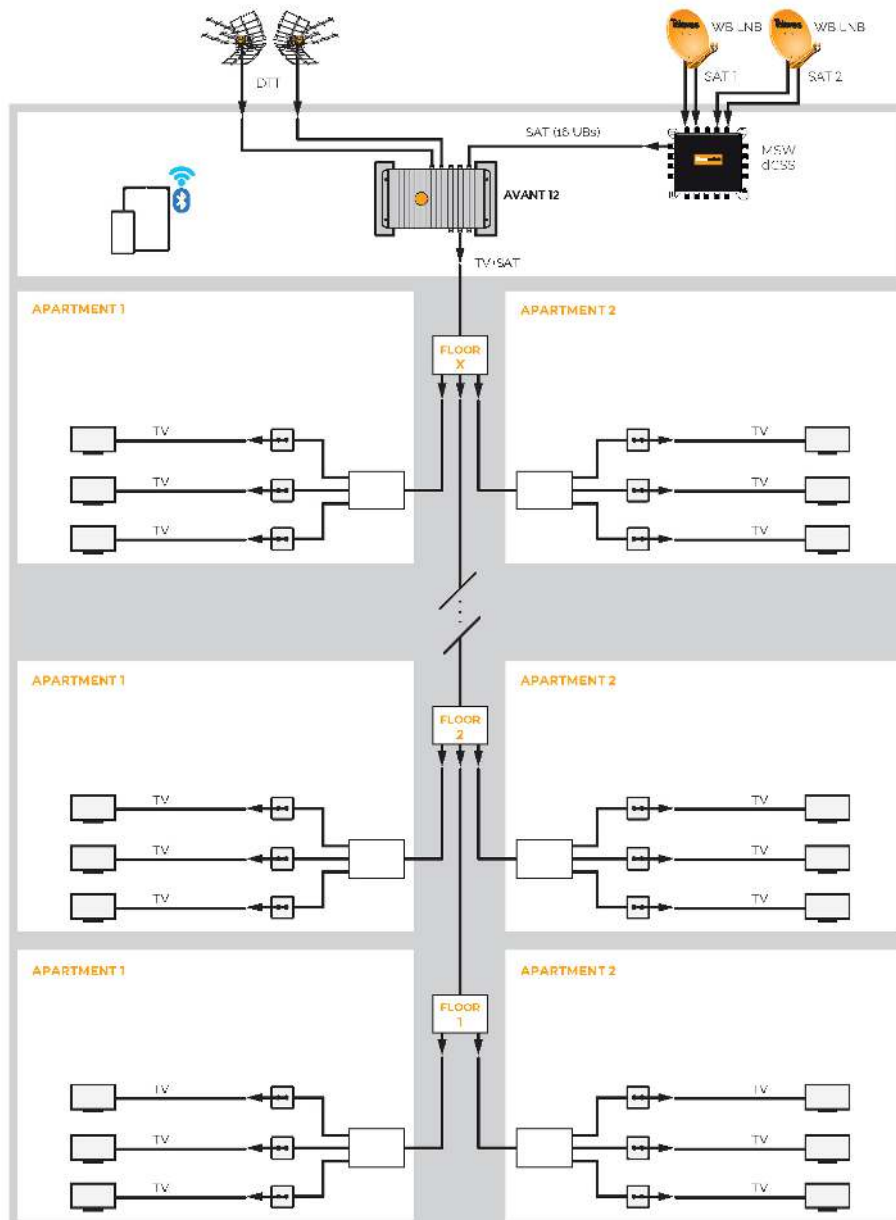 Televes
WB LNB
Televes
WB LNB
DTT
SAT 1
SAT 2
SAT (16 UBs)
MSW
dCSS
AVANT 12
TV+SAT
APARTMENT 1
APARTMENT 2
FLOOR
X
TV
TV
TV
TV
TV
TV
APARTMENT 1
APARTMENT 2
FLOOR
2
TV
TV
TV
TV
TV
TV
APARTMENT 1
APARTMENT 2
FLOOR
1
TV
TV
TV
TV
TV
TV